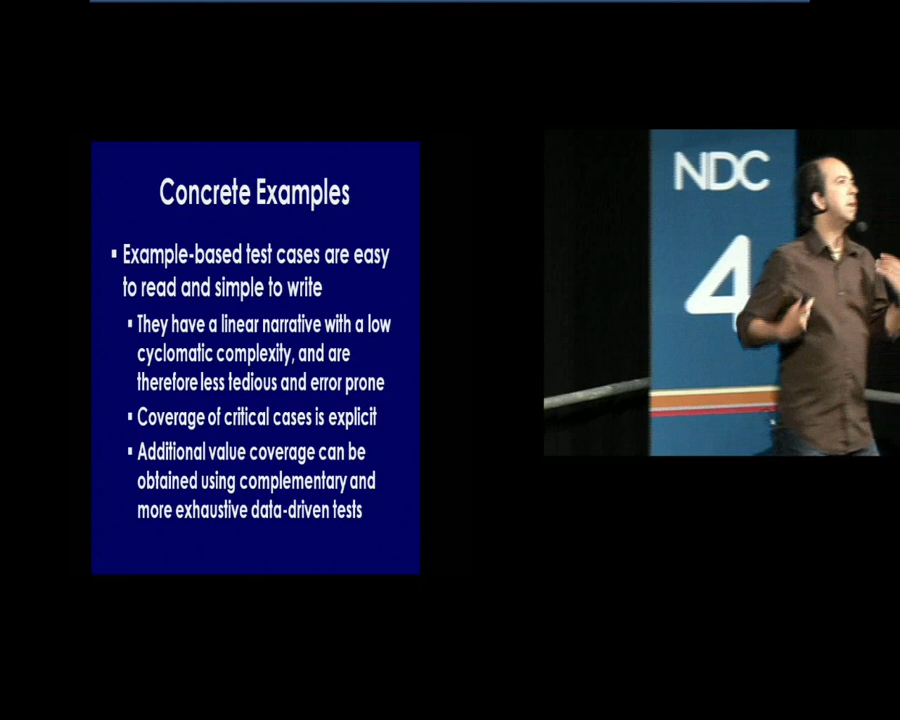 Concrete Examples
▪ Example-based test cases are easy
to read and simple to write
▪ They have a linear narrative with a low
cyclomatic complexity, and are
therefore less tedious and error prone
▪ Coverage of critical cases is explicit
▪ Additional value coverage can be
obtained using complementary and
more exhaustive data-driven tests
NDC
4